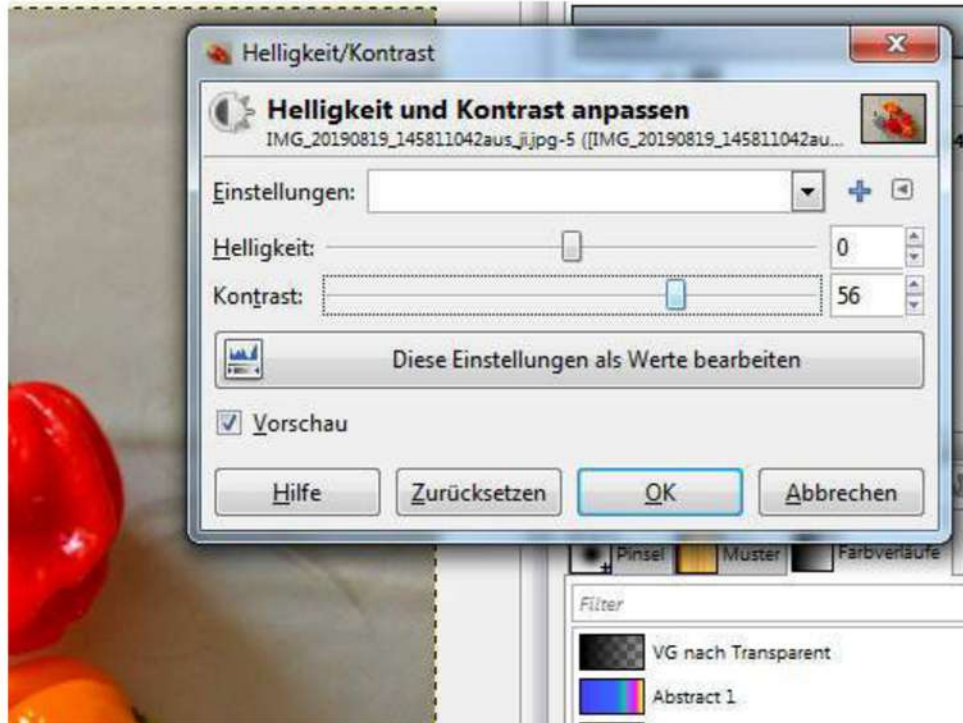 Helligkeit/Kontrast
Helligkeit und Kontrast anpassen
IMG_20190819_145811042aus_ji.jpg-5 ([IMG_20190819_145811042au...
Einstellungen:
Helligkeit: 0
Kontrast: 56
Diese Einstellungen als Werte bearbeiten
Vorschau
Hilfe Zurücksetzen OK Abbrechen
Pinsel Muster Farbverläufe
Filter
VG nach Transparent
Abstract 1